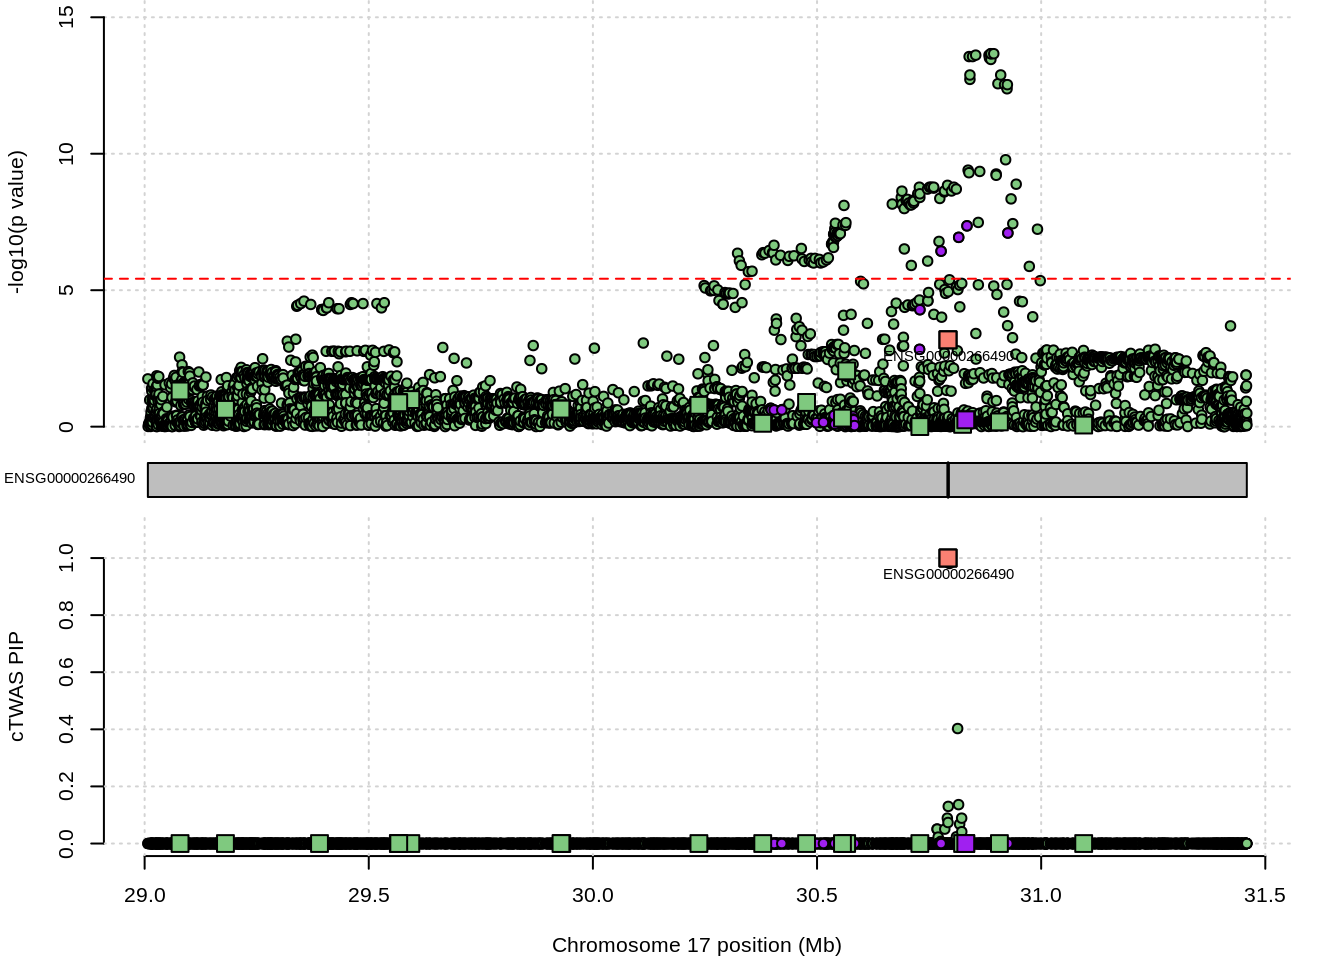 15
10
5
0
-log10(p value)
ENSG00000266490
ENSG00000266490
1.0
0.8
0.6
0.4
0.2
0.0
cTWAS PIP
ENSG00000266490
29.0 29.5 30.0 30.5 31.0 31.5
Chromosome 17 position (Mb)